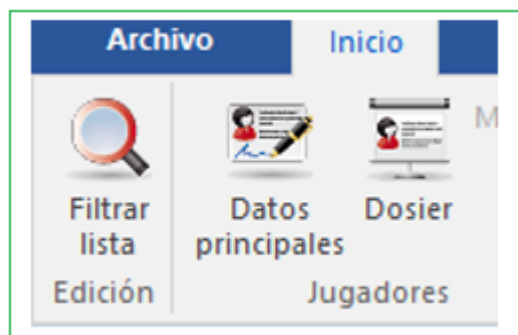 Archivo Inicio
Filtrar lista
Datos principales
Dosier
M
Edición
Jugadores